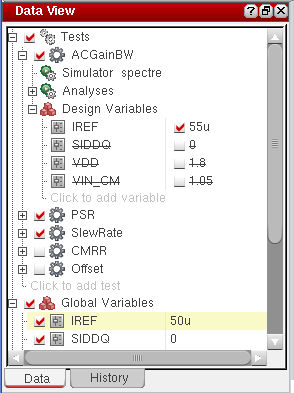 Data View
Tests
ACGainBW
Simulator spectre
Analyses
Design Variables
IREF 55u
SIDDQ 0
VDD 1.8
VIN_CM 1.05
Click to add variable
PSR
SlewRate
CMRR
Offset
Click to add test
Global Variables
IREF 50u
SIDDQ 0
Data History